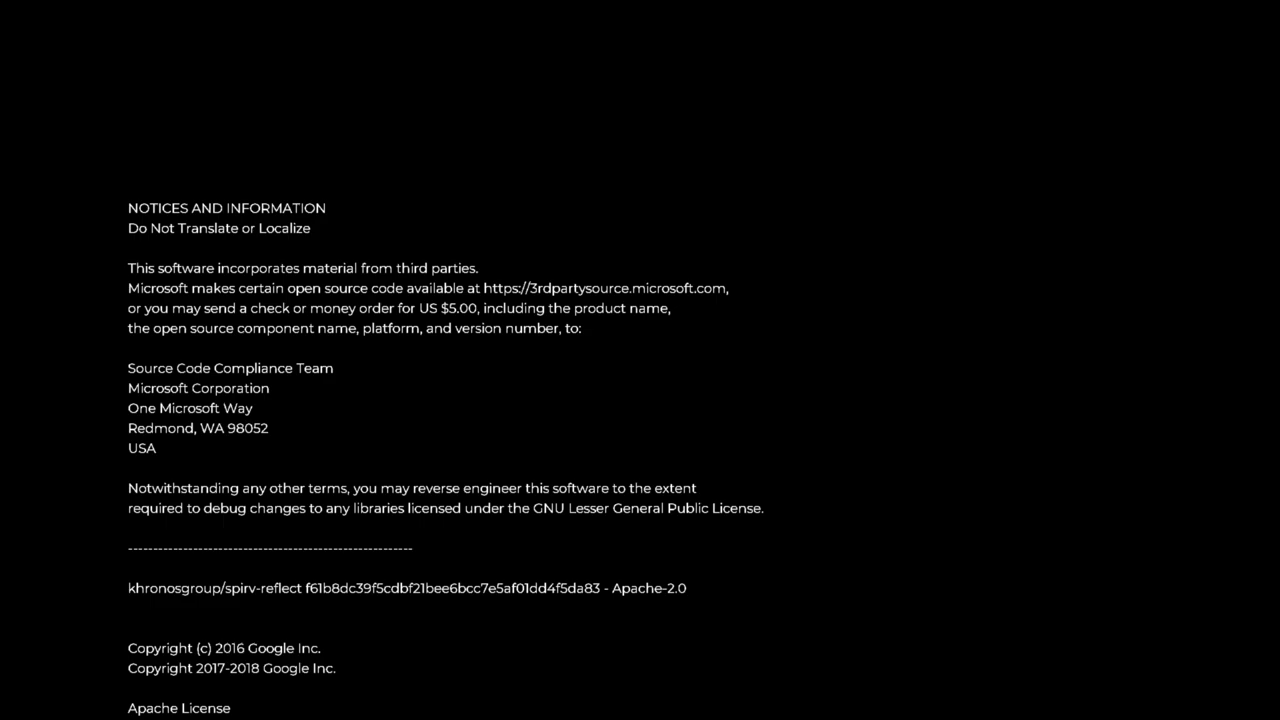 NOTICES AND INFORMATION
Do Not Translate or Localize
This software incorporates material from third parties.
Microsoft makes certain open source code available at https://3rdpartysource.microsoft.com,
or you may send a check or money order for US $5.00, including the product name,
the open source component name, platform, and version number, to:
Source Code Compliance Team
Microsoft Corporation
One Microsoft Way
Redmond, WA 98052
USA
Notwithstanding any other terms, you may reverse engineer this software to the extent
required to debug changes to any libraries licensed under the GNU Lesser General Public License.
---------------------------------------------------------
khronosgroup/spirv-reflect f61b8dc39f5cdbf21bee6bcc7e5af01dd4f5da83 - Apache-2.0
Copyright (c) 2016 Google Inc.
Copyright 2017-2018 Google Inc.
Apache License